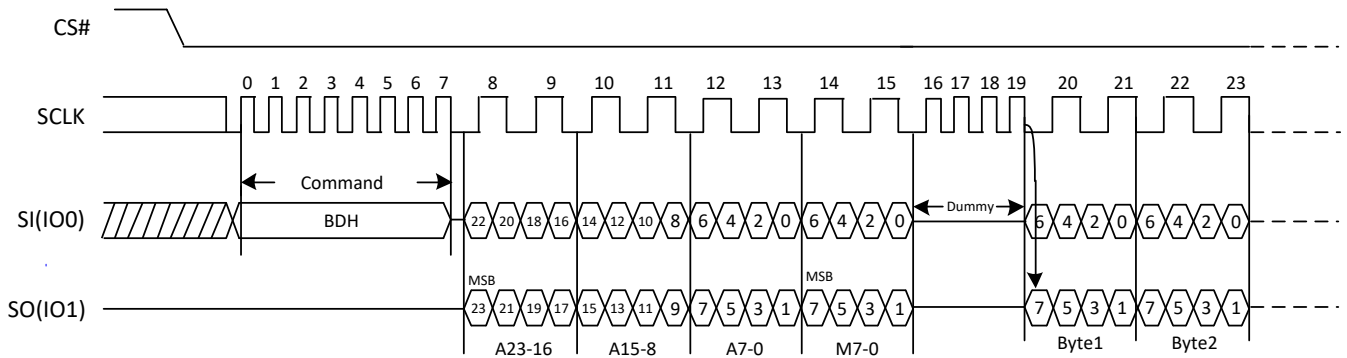 CS#
0 1 2 3 4 5 6 7 8 9 10 11 12 13 14 15 16 17 18 19 20 21 22 23
SCLK
Command
Dummy
SI(IO0) BDH 22 20 18 16 14 12 10 8 6 4 2 0 6 4 2 0 6 4 2 0 6 4 2 0
MSB MSB
SO(IO1) 23 21 19 17 15 13 11 9 7 5 3 1 7 5 3 1 7 5 3 1 7 5 3 1
A23-16 A15-8 A7-0 M7-0 Byte1 Byte2